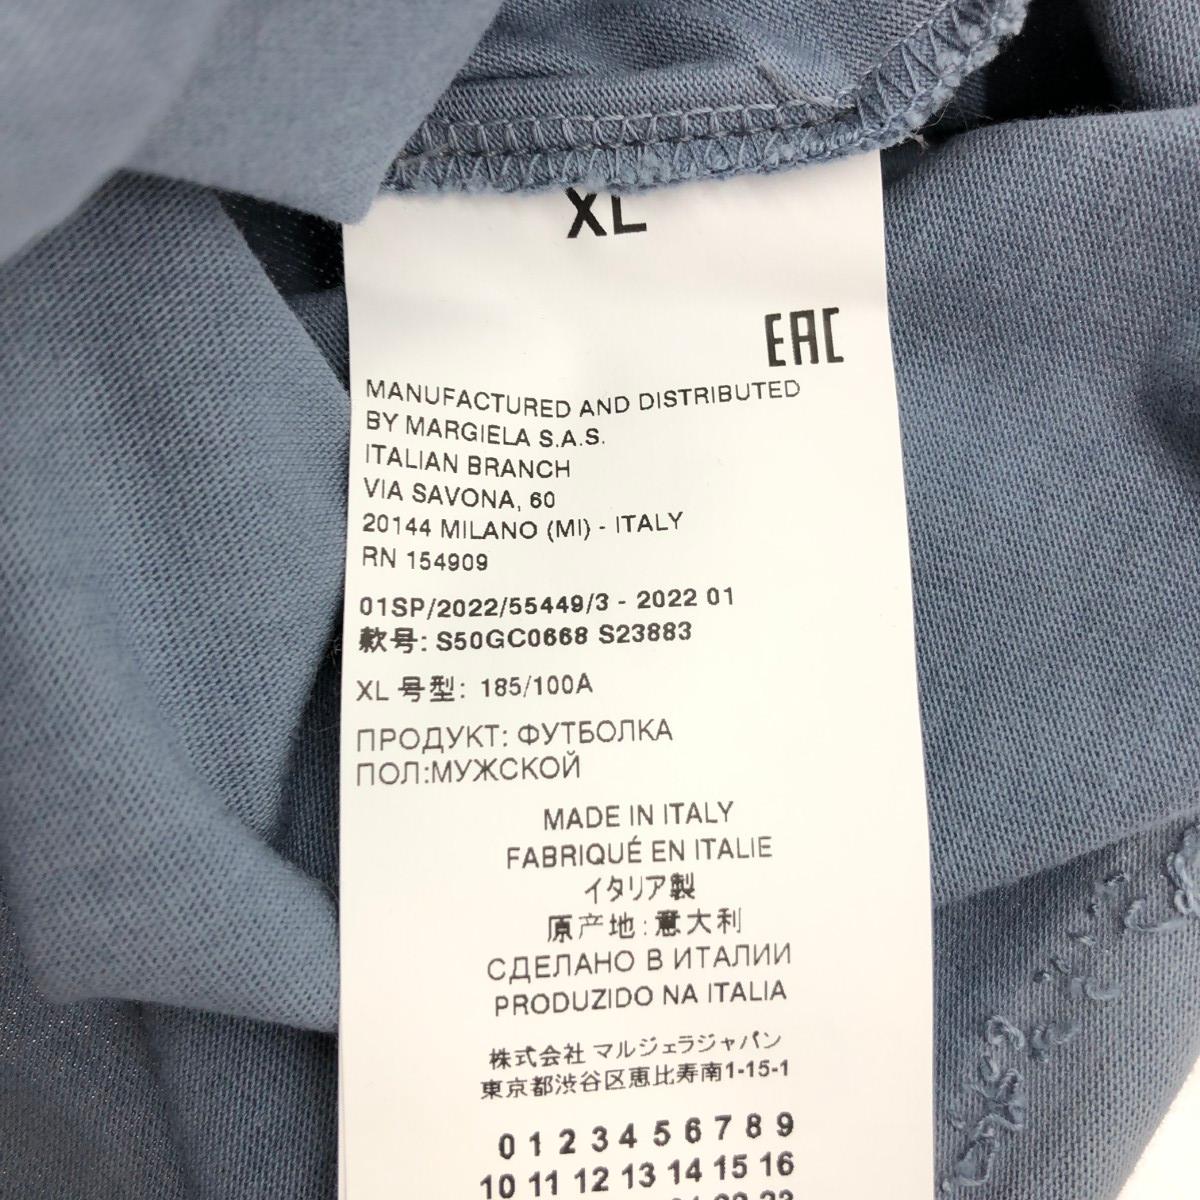 XL
EAC
MANUFACTURED AND DISTRIBUTED
BY MARGIELA S.A.S.
ITALIAN BRANCH
VIA SAVONA, 60
20144 MILANO (MI) - ITALY
RN 154909
01SP/2022/55449/3 - 2022 01
款号: S50GC0668 S23883
XL 号型: 185/100A
ПРОДУКТ: ФУТБОЛКА
ПОЛ:МУЖСКОЙ
MADE IN ITALY
FABRIQUÉ EN ITALIE
イタリア製
原产地:意大利
СДЕЛАНО В ИТАЛИИ
PRODUZIDO NA ITALIA
株式会社 マルジェラジャパン
東京都渋谷区恵比寿南1-15-1
0 1 2 3 4 5 6 7 8 9
10 11 12 13 14 15 16